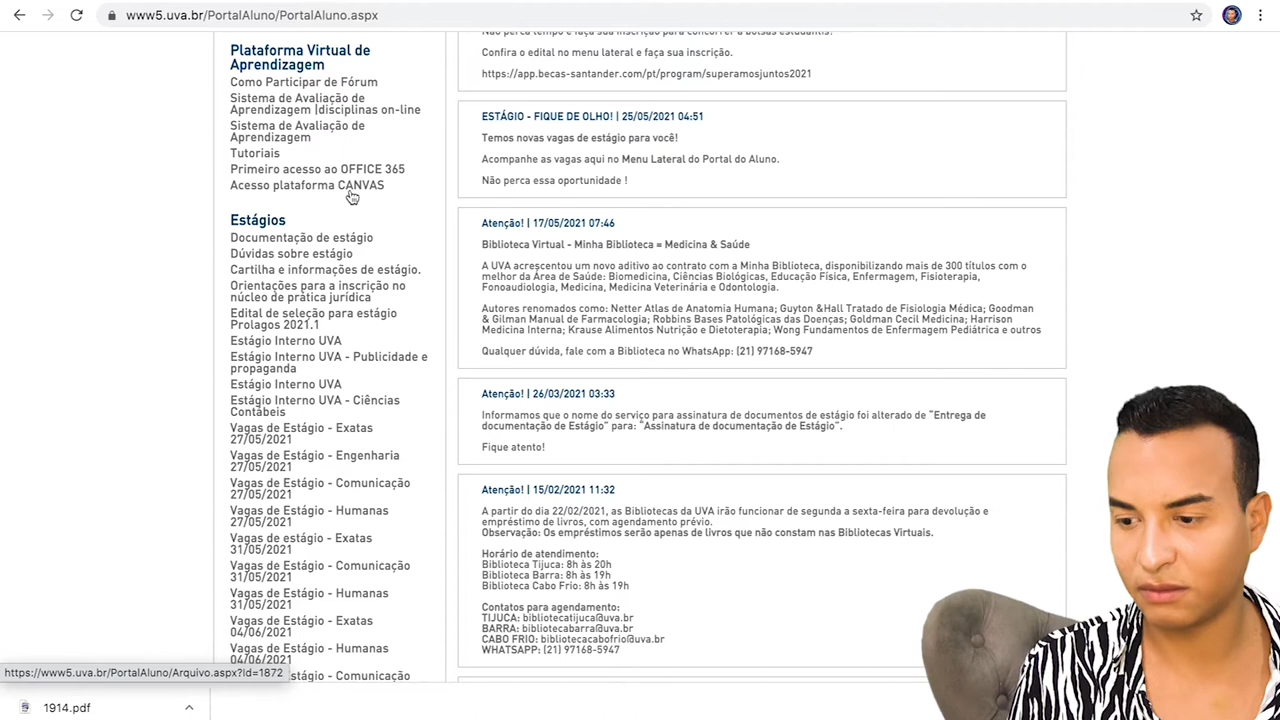 www5.uva.br/PortalAluno/PortalAluno.aspx
Plataforma Virtual de
Aprendizagem
Como Participar de Fórum
Sistema de Avaliação de
Aprendizagem |disciplinas on-line
Sistema de Avaliação de
Aprendizagem
Tutoriais
Primeiro acesso ao OFFICE 365
Acesso plataforma CANVAS
Estágios
Documentação de estágio
Dúvidas sobre estágio
Cartilha e informações de estágio.
Orientações para a inscrição no
núcleo de prática jurídica
Edital de seleção para estágio
Prolagos 2021.1
Estágio Interno UVA
Estágio Interno UVA - Publicidade e
propaganda
Estágio Interno UVA
Estágio Interno UVA - Ciências
Contábeis
Vagas de Estágio - Exatas
27/05/2021
Vagas de Estágio - Engenharia
27/05/2021
Vagas de Estágio - Comunicação
27/05/2021
Vagas de Estágio - Humanas
27/05/2021
Vagas de estágio - Exatas
31/05/2021
Vagas de Estágio - Comunicação
31/05/2021
Vagas de Estágio - Humanas
31/05/2021
Vagas de Estágio - Exatas
04/06/2021
Vagas de Estágio - Humanas
04/06/2021
Vagas de Estágio - Comunicação
Não perca tempo e faça sua inscrição para concorrer a bolsas estudantis!
Confira o edital no menu lateral e faça sua inscrição.
https://app.becas-santander.com/pt/program/superamosjuntos2021
ESTÁGIO - FIQUE DE OLHO! | 25/05/2021 04:51
Temos novas vagas de estágio para você!
Acompanhe as vagas aqui no Menu Lateral do Portal do Aluno.
Não perca essa oportunidade !
Atenção! | 17/05/2021 07:46
Biblioteca Virtual - Minha Biblioteca = Medicina & Saúde
A UVA acrescentou um novo aditivo ao contrato com a Minha Biblioteca, disponibilizando mais de 300 títulos com o
melhor da Área de Saúde: Biomedicina, Ciências Biológicas, Educação Física, Enfermagem, Fisioterapia,
Fonoaudiologia, Medicina, Medicina Veterinária e Odontologia.
Autores renomados como: Netter Atlas de Anatomia Humana; Guyton &Hall Tratado de Fisiologia Médica; Goodman
& Gilman Manual de Farmacologia; Robbins Bases Patológicas das Doenças; Goldman Cecil Medicina; Harrison
Medicina Interna; Krause Alimentos Nutrição e Dietoterapia; Wong Fundamentos de Enfermagem Pediátrica e outros
Qualquer dúvida, fale com a Biblioteca no WhatsApp: (21) 97168-5947
Atenção! | 26/03/2021 03:33
Informamos que o nome do serviço para assinatura de documentos de estágio foi alterado de “Entrega de
documentação de Estágio” para: “Assinatura de documentação de Estágio”.
Fique atento!
Atenção! | 15/02/2021 11:32
A partir do dia 22/02/2021, as Bibliotecas da UVA irão funcionar de segunda a sexta-feira para devolução e
empréstimo de livros, com agendamento prévio.
Observação: Os empréstimos serão apenas de livros que não constam nas Bibliotecas Virtuais.
Horário de atendimento:
Biblioteca Tijuca: 8h às 20h
Biblioteca Barra: 8h às 19h
Biblioteca Cabo Frio: 8h às 19h
Contatos para agendamento:
TIJUCA: bibliotecatijuca@uva.br
BARRA: bibliotecabarra@uva.br
CABO FRIO: bibliotecacabofrio@uva.br
WHATSAPP: (21) 97168-5947
https://www5.uva.br/PortalAluno/Arquivo.aspx?Id=1872
1914.pdf